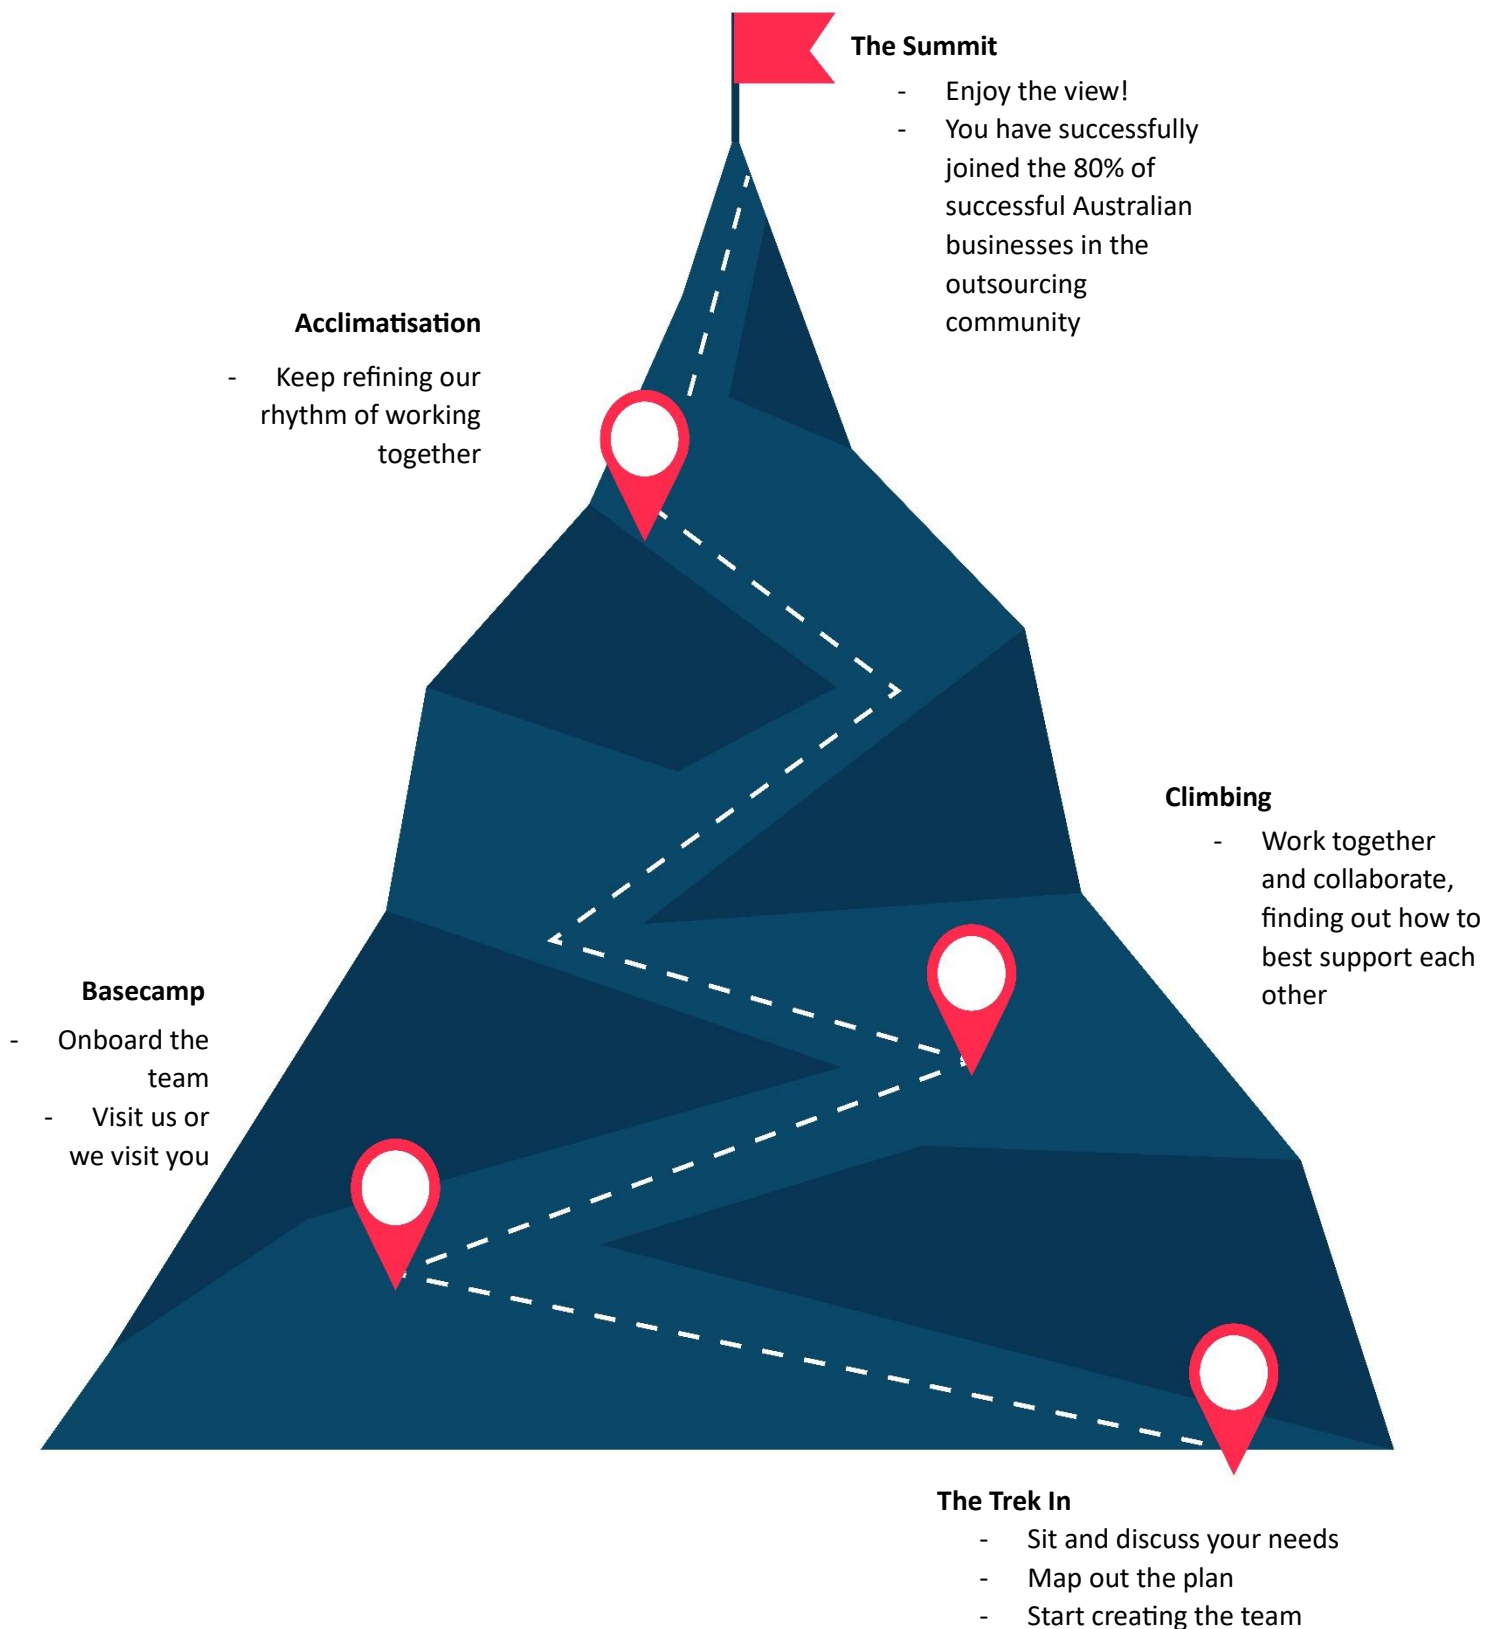 The Summit
- Enjoy the view!
- You have successfully
joined the 80% of
successful Australian
businesses in the
outsourcing
community
Acclimatisation
- Keep refining our
rhythm of working
together
Climbing
- Work together
and collaborate,
finding out how to
best support each
other
Basecamp
- Onboard the
team
- Visit us or
we visit you
The Trek In
- Sit and discuss your needs
- Map out the plan
- Start creating the team